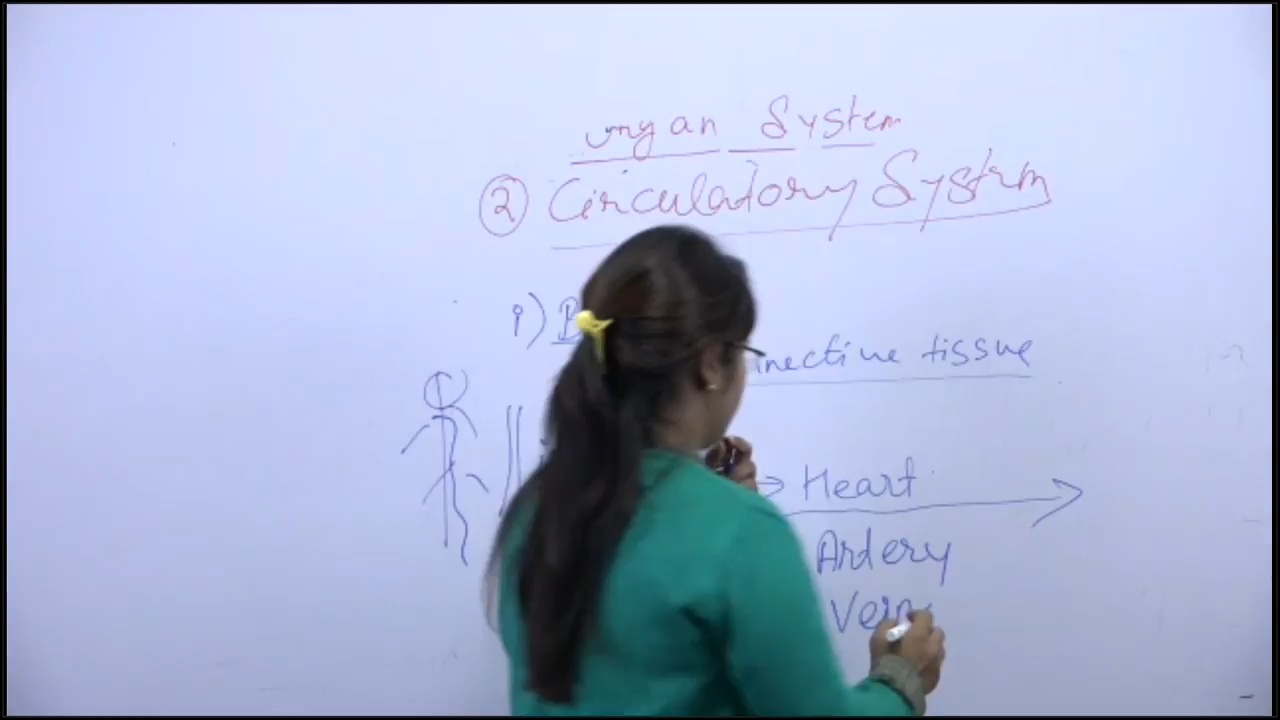 Organ System
② Circulatory System
i) B
nnective tissue
→ Heart
Artery
Vein